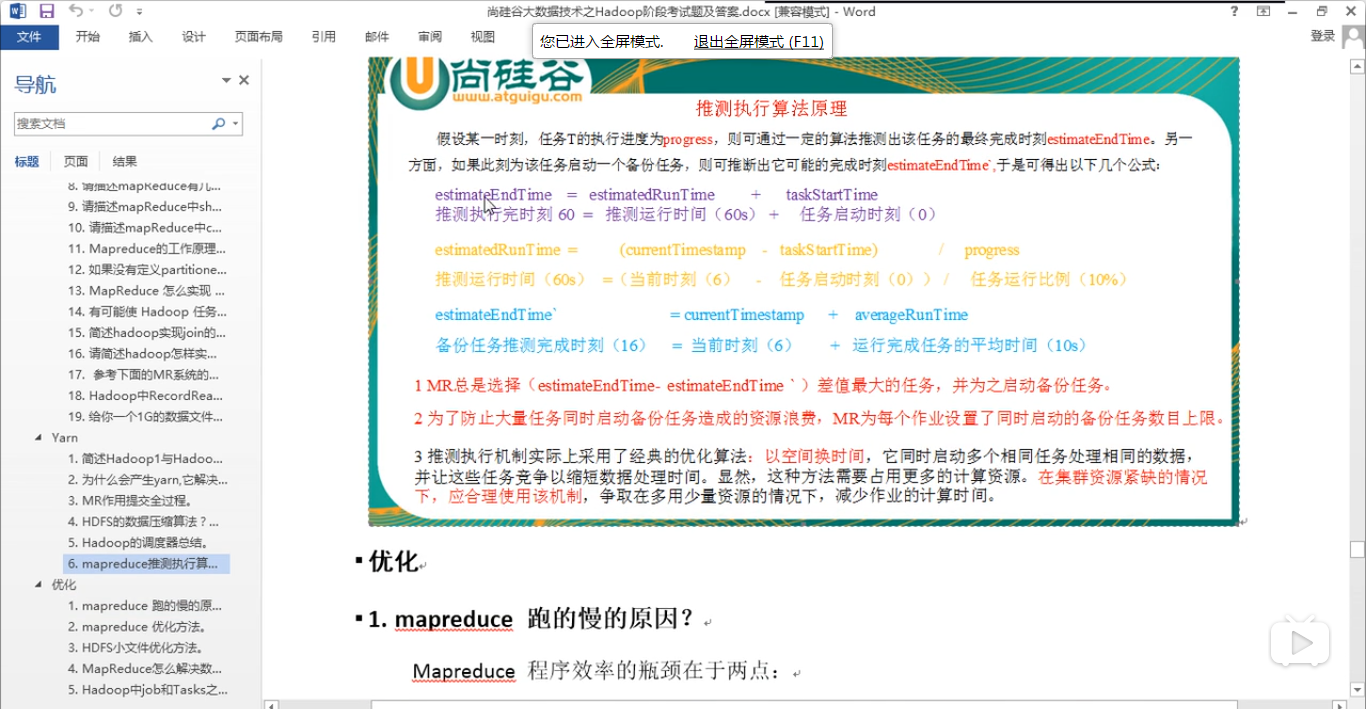 尚硅谷大数据技术之Hadoop阶段考试题及答案.docx [兼容模式] - Word
文件 开始 插入 设计 页面布局 引用 邮件 审阅 视图 登录
您已进入全屏模式. 退出全屏模式 (F11)
导航
搜索文档
标题 页面 结果
8. 请描述mapReduce有几...
9. 请描述mapReduce中sh...
10. 请描述mapReduce中c...
11. Mapreduce的工作原理...
12. 如果没有定义partitione...
13. MapReduce 怎么实现 ...
14. 有可能使 Hadoop 任务...
15. 简述hadoop实现join的...
16. 请简述hadoop怎样实...
17. 参考下面的MR系统的...
18. Hadoop中RecordRea...
19. 给你一个1G的数据文件...
Yarn
1. 简述Hadoop1与Hadoo...
2. 为什么会产生yarn,它解决...
3. MR作用提交全过程。
4. HDFS的数据压缩算法？...
5. Hadoop的调度器总结。
6. mapreduce推测执行算...
优化
1. mapreduce 跑的慢的原...
2. mapreduce 优化方法。
3. HDFS小文件优化方法。
4. MapReduce怎么解决数...
5. Hadoop中job和Tasks之...
尚硅谷
www.atguigu.com
推测执行算法原理
假设某一时刻，任务T的执行进度为progress，则可通过一定的算法推测出该任务的最终完成时刻estimateEndTime。另一
方面，如果此刻为该任务启动一个备份任务，则可推断出它可能的完成时刻estimateEndTime`,于是可得出以下几个公式：
estimateEndTime = estimatedRunTime + taskStartTime
推测执行完时刻 60 = 推测运行时间（60s）+ 任务启动时刻（0）
estimatedRunTime = (currentTimestamp - taskStartTime) / progress
推测运行时间（60s） =（当前时刻（6） - 任务启动时刻（0）） / 任务运行比例（10%）
estimateEndTime` = currentTimestamp + averageRunTime
备份任务推测完成时刻（16） = 当前时刻（6） + 运行完成任务的平均时间（10s）
1 MR总是选择（estimateEndTime- estimateEndTime ` ）差值最大的任务，并为之启动备份任务。
2 为了防止大量任务同时启动备份任务造成的资源浪费，MR为每个作业设置了同时启动的备份任务数目上限。
3 推测执行机制实际上采用了经典的优化算法：以空间换时间，它同时启动多个相同任务处理相同的数据，
并让这些任务竞争以缩短数据处理时间。显然，这种方法需要占用更多的计算资源。在集群资源紧缺的情况
下，应合理使用该机制，争取在多用少量资源的情况下，减少作业的计算时间。
优化
1. mapreduce 跑的慢的原因？
Mapreduce 程序效率的瓶颈在于两点：